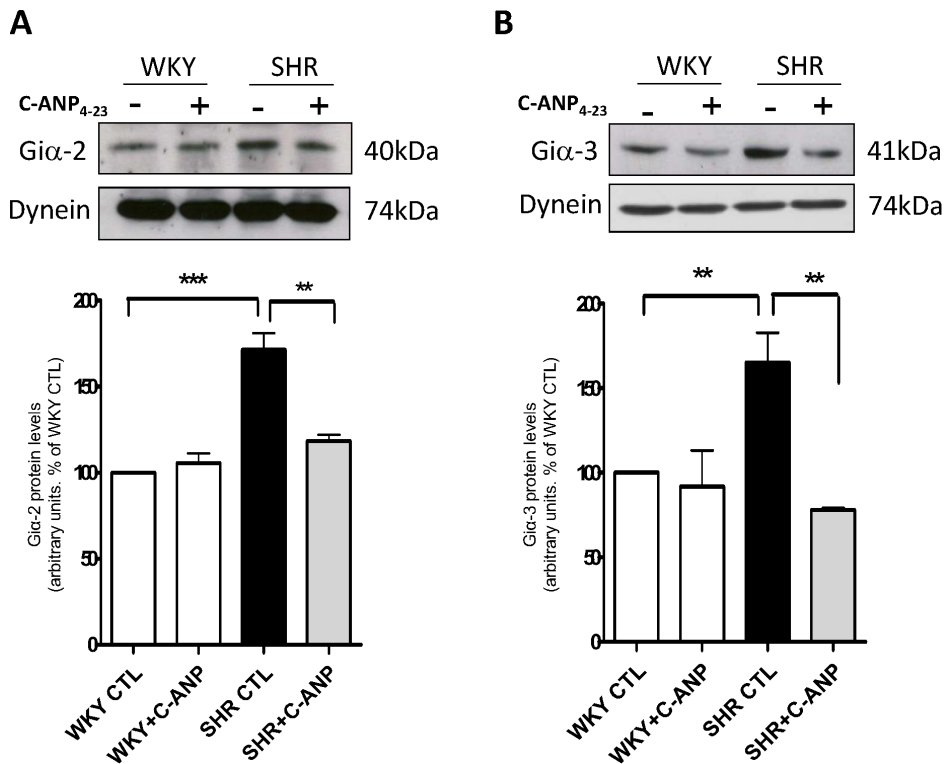 A
WKY SHR
C-ANP4-23 - + - +
Giα-2 40kDa
Dynein 74kDa
*** **
200
150
100
50
0
Giα-2 protein levels
(arbitrary units. % of WKY CTL)
WKY CTL
WKY+C-ANP
SHR CTL
SHR+C-ANP
B
WKY SHR
C-ANP4-23 - + - +
Giα-3 41kDa
Dynein 74kDa
** **
200
150
100
50
0
Giα-3 protein levels
(arbitrary units. % of WKY CTL)
WKY CTL
WKY+C-ANP
SHR CTL
SHR+C-ANP